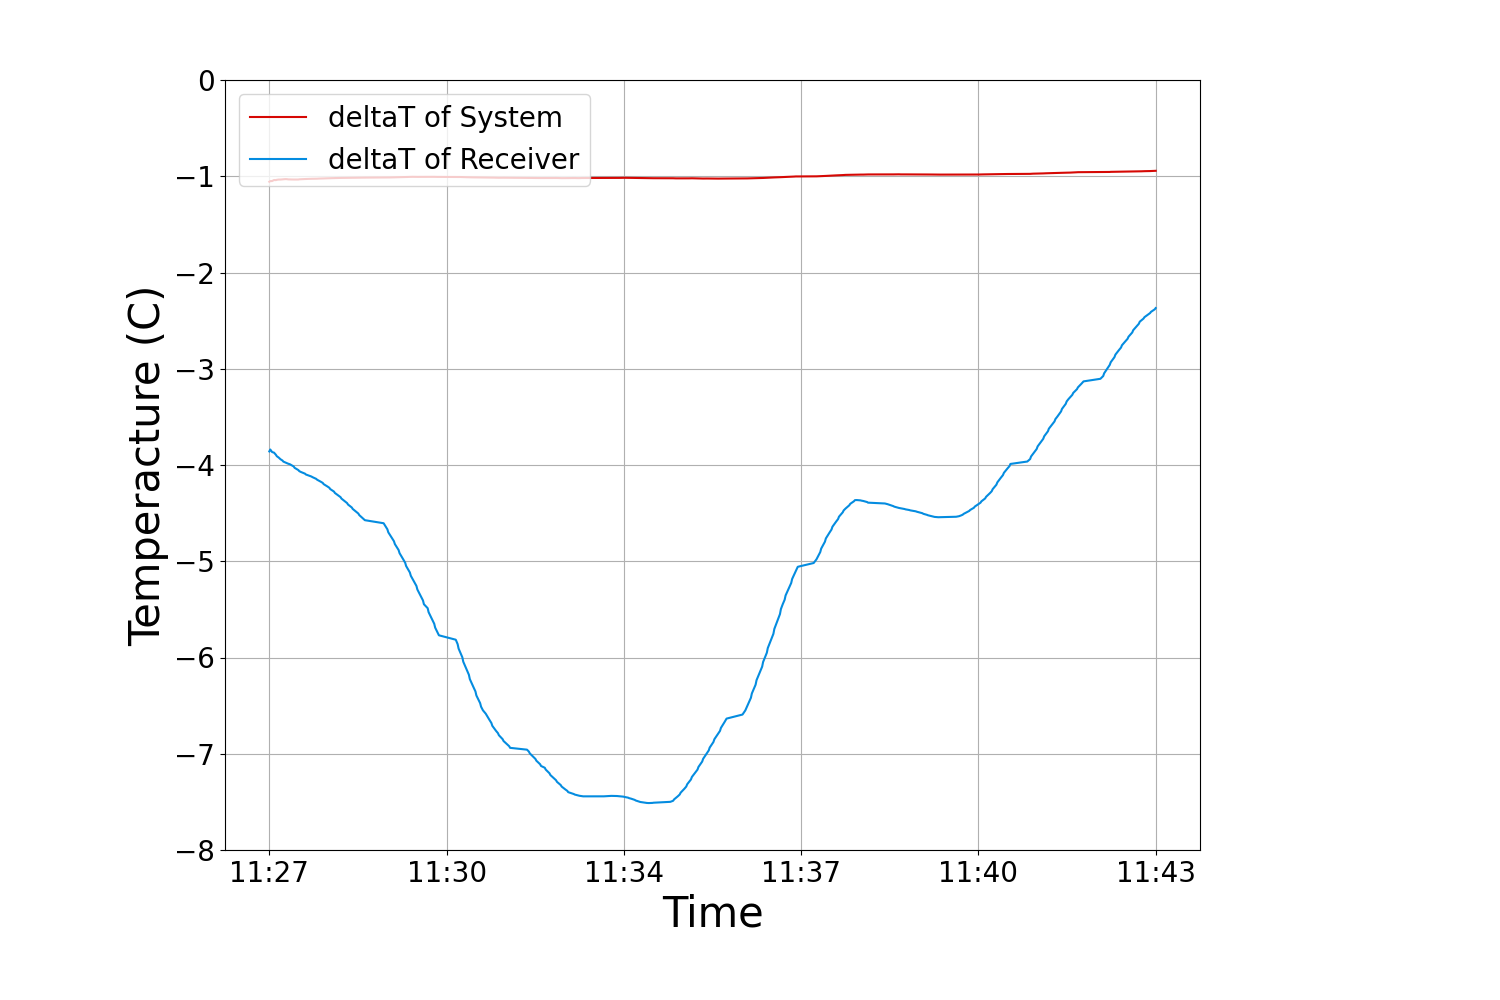 deltaT of System
deltaT of Receiver
0
−1
−2
−3
−4
−5
−6
−7
−8
Temperacture (C)
11:27 11:30 11:34 11:37 11:40 11:43
Time